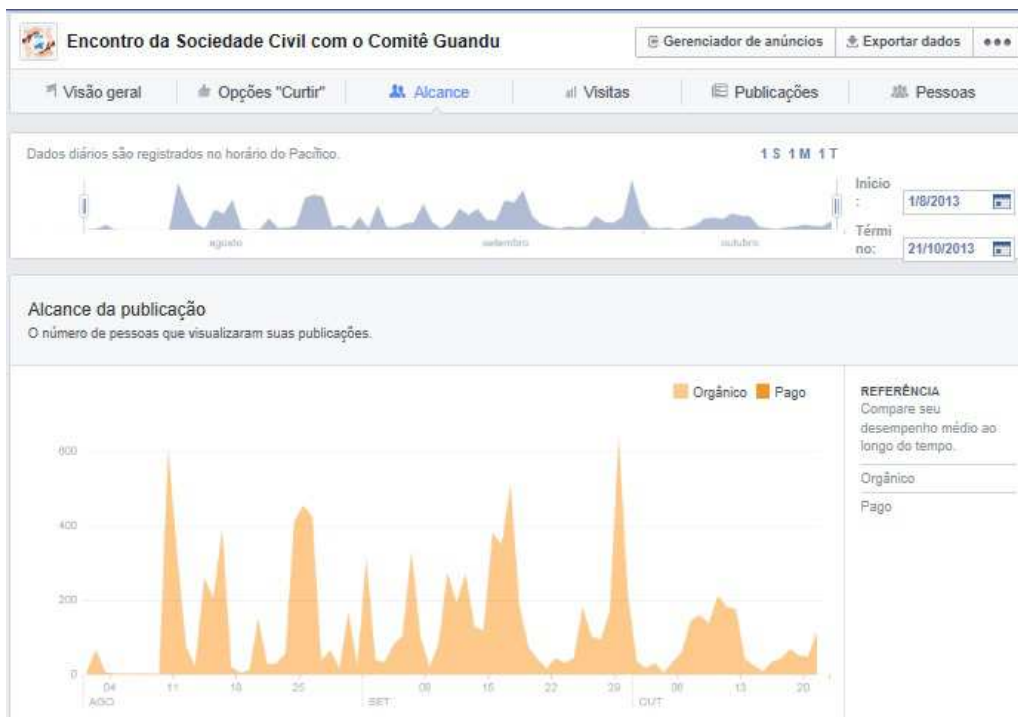 Encontro da Sociedade Civil com o Comitê Guandu
Gerenciador de anúncios
Exportar dados
Visão geral
Opções "Curtir"
Alcance
Visitas
Publicações
Pessoas
Dados diários são registrados no horário do Pacífico.
1 S 1 M 1 T
Início
:
1/8/2013
Térmi
no:
21/10/2013
agosto
setembro
outubro
Alcance da publicação
O número de pessoas que visualizaram suas publicações.
Orgânico
Pago
REFERÊNCIA
Compare seu
desempenho médio ao
longo do tempo.
Orgânico
Pago
600
400
200
0
04 11 18 25 08 15 22 29 06 13 20
AGO SET OUT